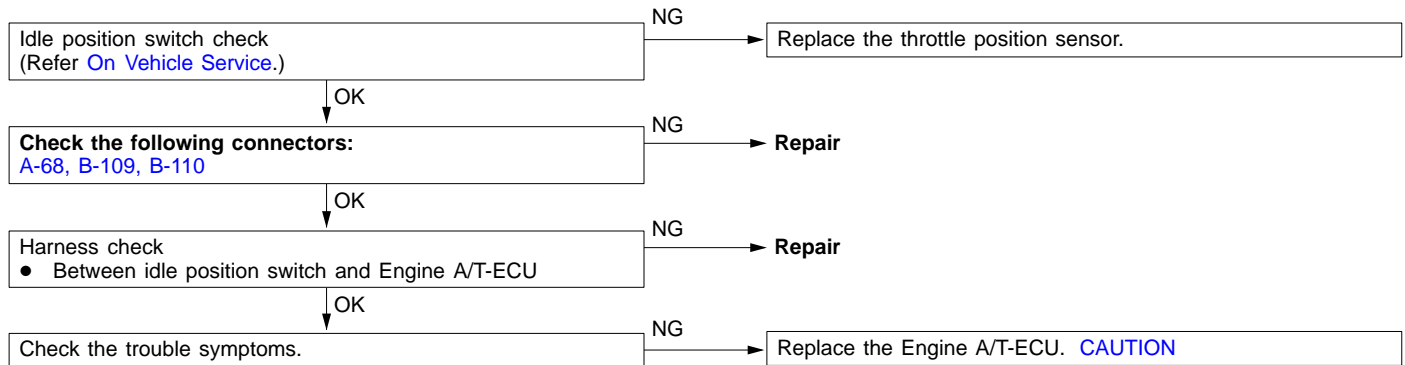 Idle position switch check
(Refer On Vehicle Service.)
NG
Replace the throttle position sensor.
OK
Check the following connectors:
A-68, B-109, B-110
NG
Repair
OK
Harness check
● Between idle position switch and Engine A/T-ECU
NG
Repair
OK
Check the trouble symptoms.
NG
Replace the Engine A/T-ECU. CAUTION